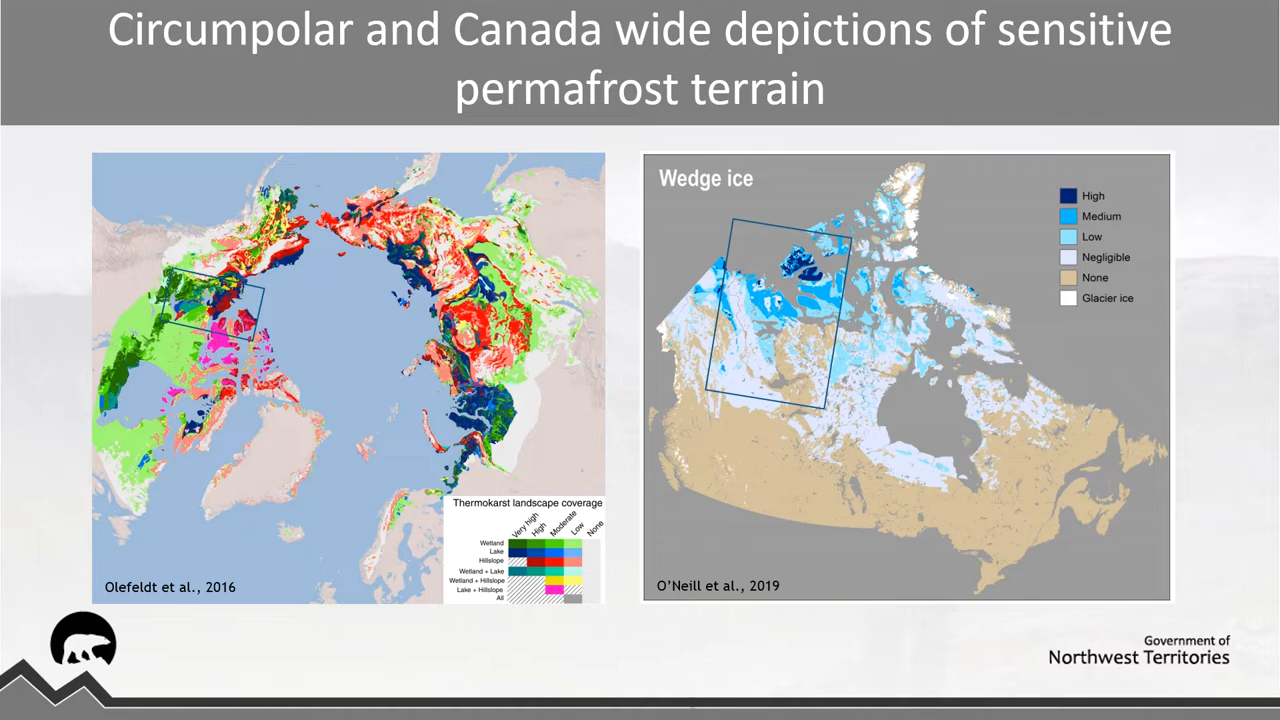 Circumpolar and Canada wide depictions of sensitive
permafrost terrain
Olefeldt et al., 2016
Thermokarst landscape coverage
Very high
High
Moderate
Low
None
Wetland
Lake
Hillslope
Wetland + Lake
Wetland + Hillslope
Lake + Hillslope
All
Wedge ice
High
Medium
Low
Negligible
None
Glacier ice
O’Neill et al., 2019
Government of
Northwest Territories